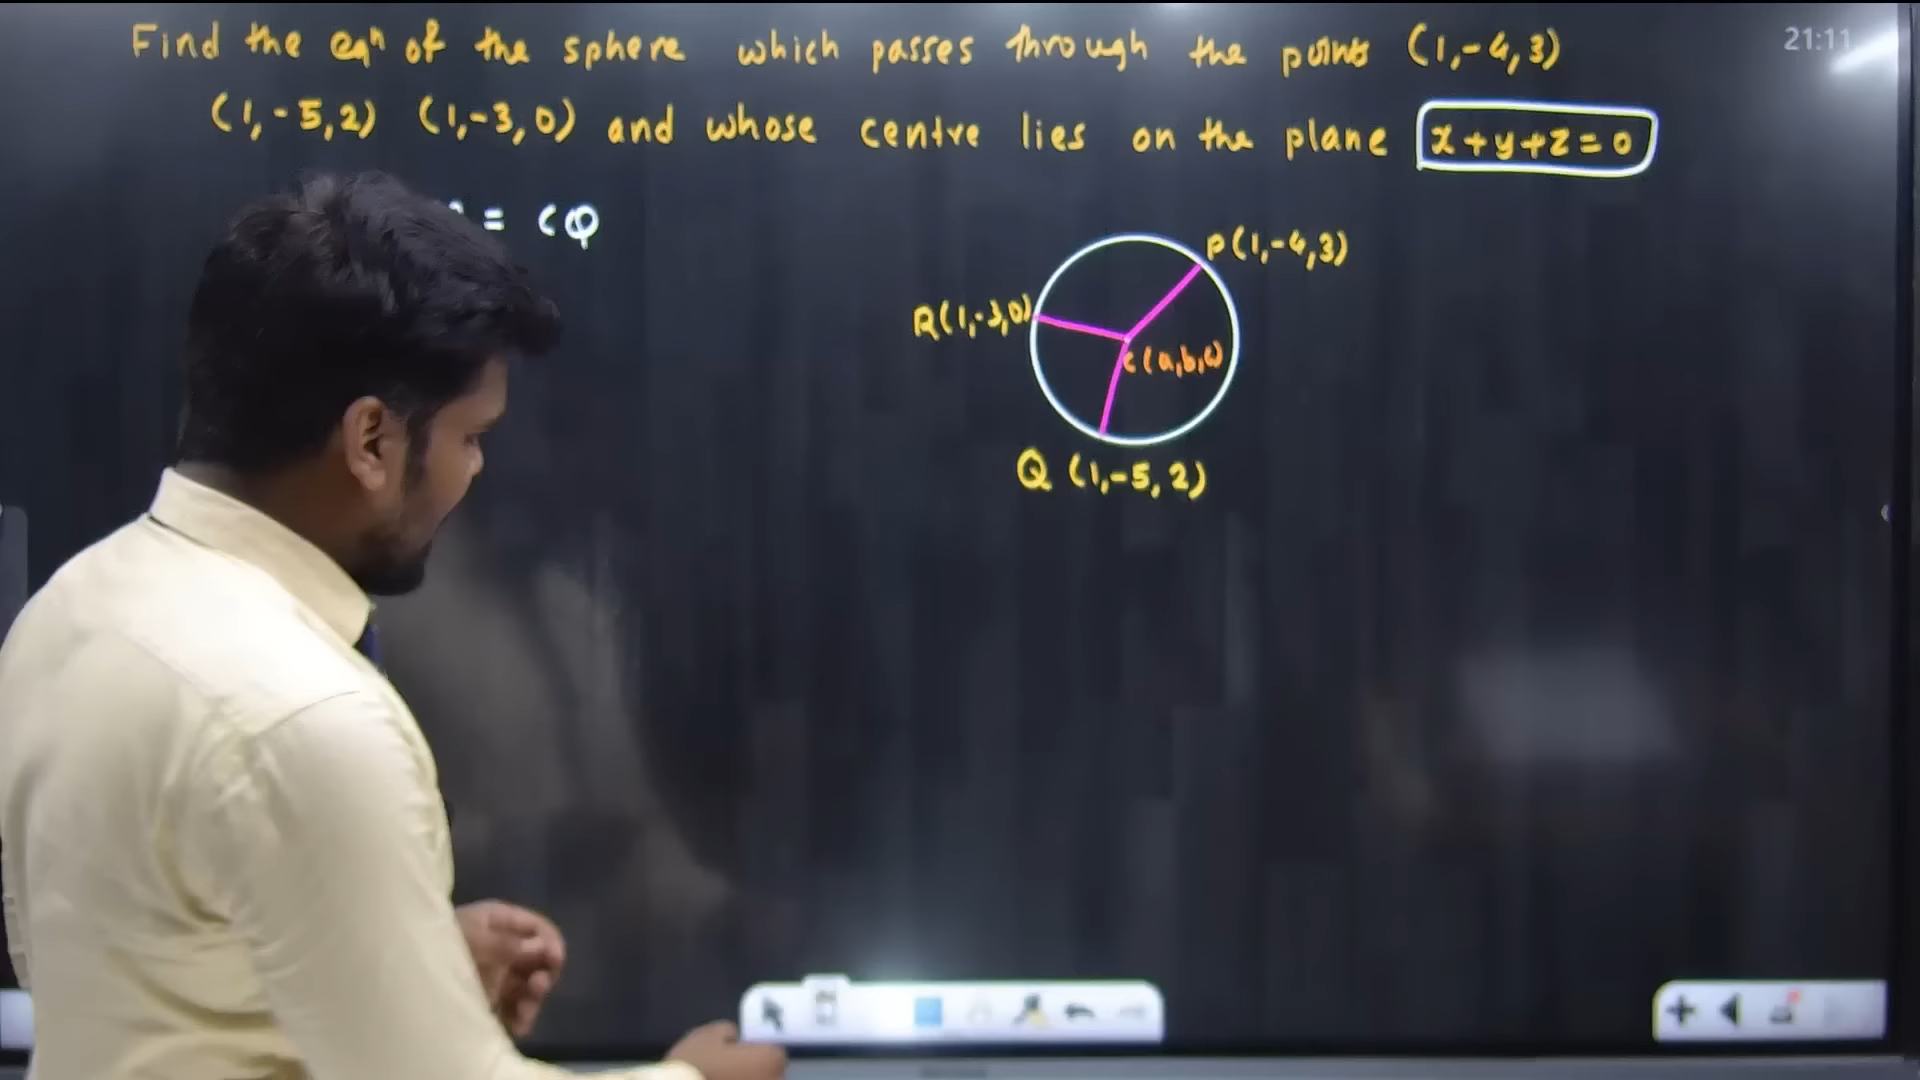 Find the eqn of the sphere which passes through the points (1,-4,3)
21:11
(1,-5,2) (1,-3,0) and whose centre lies on the plane x+y+z=0
= CQ
P(1,-4,3)
R(1,-3,0)
C(a,b,c)
Q (1,-5,2)